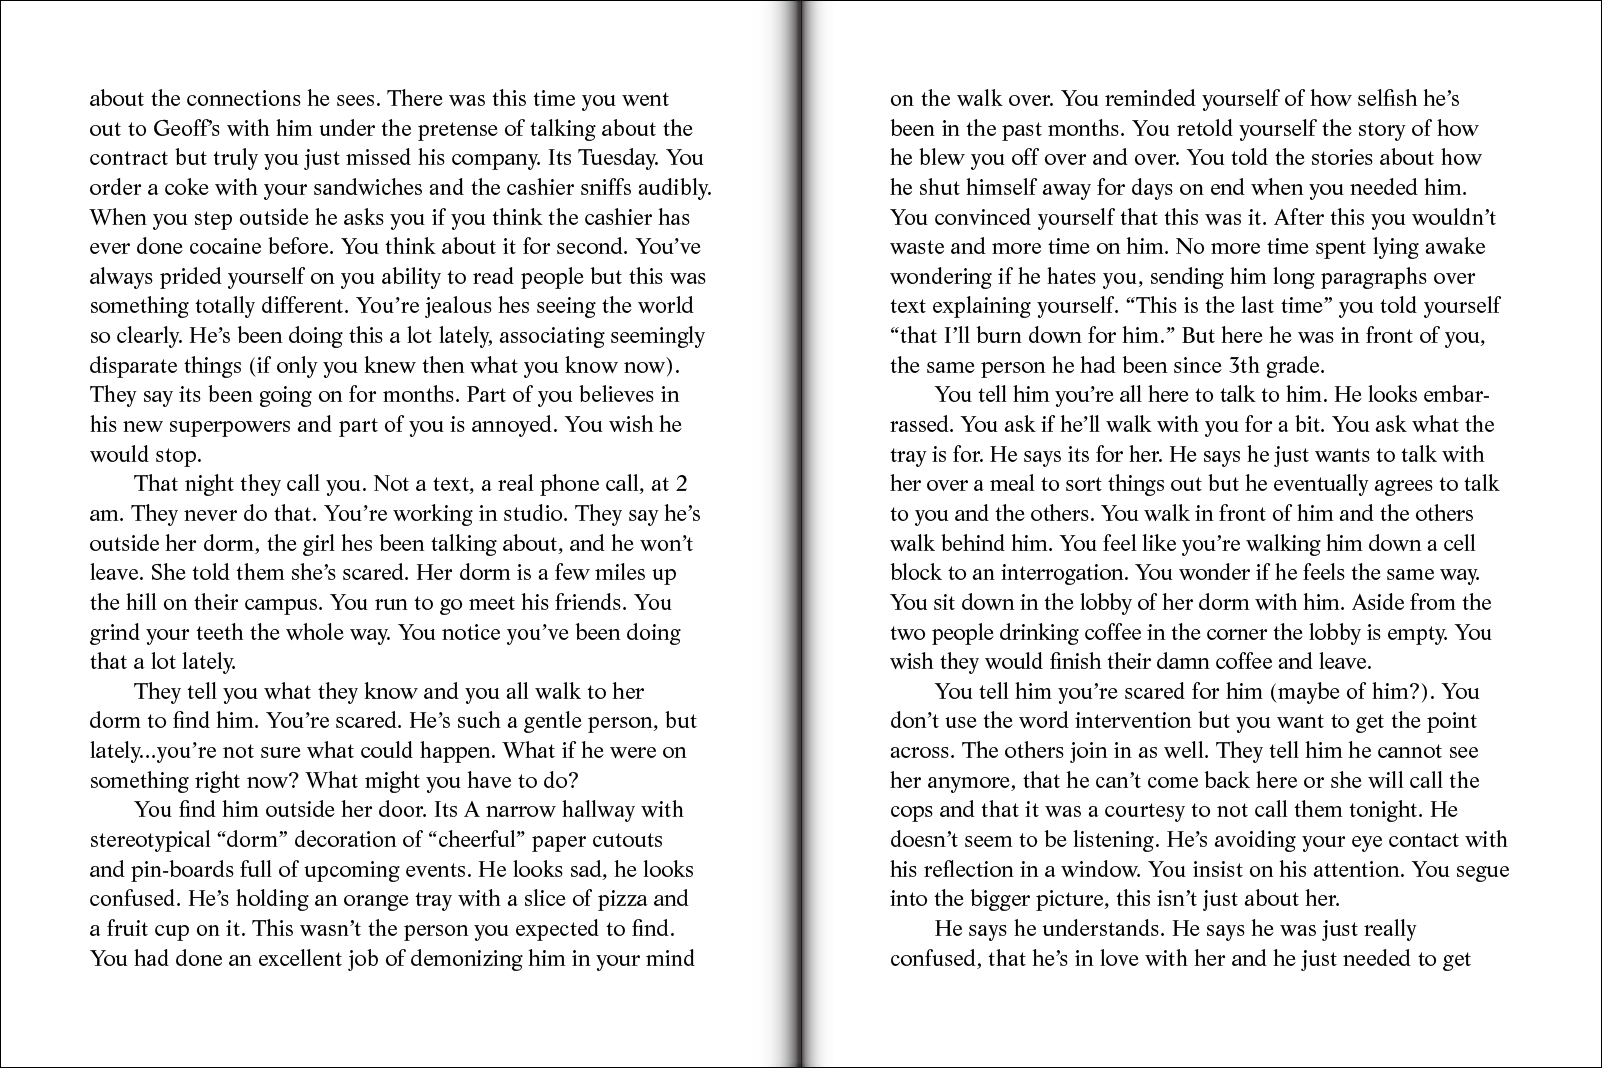 about the connections he sees. There was this time you went
out to Geoff’s with him under the pretense of talking about the
contract but truly you just missed his company. Its Tuesday. You
order a coke with your sandwiches and the cashier sniffs audibly.
When you step outside he asks you if you think the cashier has
ever done cocaine before. You think about it for second. You’ve
always prided yourself on you ability to read people but this was
something totally different. You’re jealous hes seeing the world
so clearly. He’s been doing this a lot lately, associating seemingly
disparate things (if only you knew then what you know now).
They say its been going on for months. Part of you believes in
his new superpowers and part of you is annoyed. You wish he
would stop.
That night they call you. Not a text, a real phone call, at 2
am. They never do that. You’re working in studio. They say he’s
outside her dorm, the girl hes been talking about, and he won’t
leave. She told them she’s scared. Her dorm is a few miles up
the hill on their campus. You run to go meet his friends. You
grind your teeth the whole way. You notice you’ve been doing
that a lot lately.
They tell you what they know and you all walk to her
dorm to find him. You’re scared. He’s such a gentle person, but
lately...you’re not sure what could happen. What if he were on
something right now? What might you have to do?
You find him outside her door. Its A narrow hallway with
stereotypical “dorm” decoration of “cheerful” paper cutouts
and pin-boards full of upcoming events. He looks sad, he looks
confused. He’s holding an orange tray with a slice of pizza and
a fruit cup on it. This wasn’t the person you expected to find.
You had done an excellent job of demonizing him in your mind
on the walk over. You reminded yourself of how selfish he’s
been in the past months. You retold yourself the story of how
he blew you off over and over. You told the stories about how
he shut himself away for days on end when you needed him.
You convinced yourself that this was it. After this you wouldn’t
waste and more time on him. No more time spent lying awake
wondering if he hates you, sending him long paragraphs over
text explaining yourself. “This is the last time” you told yourself
“that I’ll burn down for him.” But here he was in front of you,
the same person he had been since 3th grade.
You tell him you’re all here to talk to him. He looks embar-
rassed. You ask if he’ll walk with you for a bit. You ask what the
tray is for. He says its for her. He says he just wants to talk with
her over a meal to sort things out but he eventually agrees to talk
to you and the others. You walk in front of him and the others
walk behind him. You feel like you’re walking him down a cell
block to an interrogation. You wonder if he feels the same way.
You sit down in the lobby of her dorm with him. Aside from the
two people drinking coffee in the corner the lobby is empty. You
wish they would finish their damn coffee and leave.
You tell him you’re scared for him (maybe of him?). You
don’t use the word intervention but you want to get the point
across. The others join in as well. They tell him he cannot see
her anymore, that he can’t come back here or she will call the
cops and that it was a courtesy to not call them tonight. He
doesn’t seem to be listening. He’s avoiding your eye contact with
his reflection in a window. You insist on his attention. You segue
into the bigger picture, this isn’t just about her.
He says he understands. He says he was just really
confused, that he’s in love with her and he just needed to get